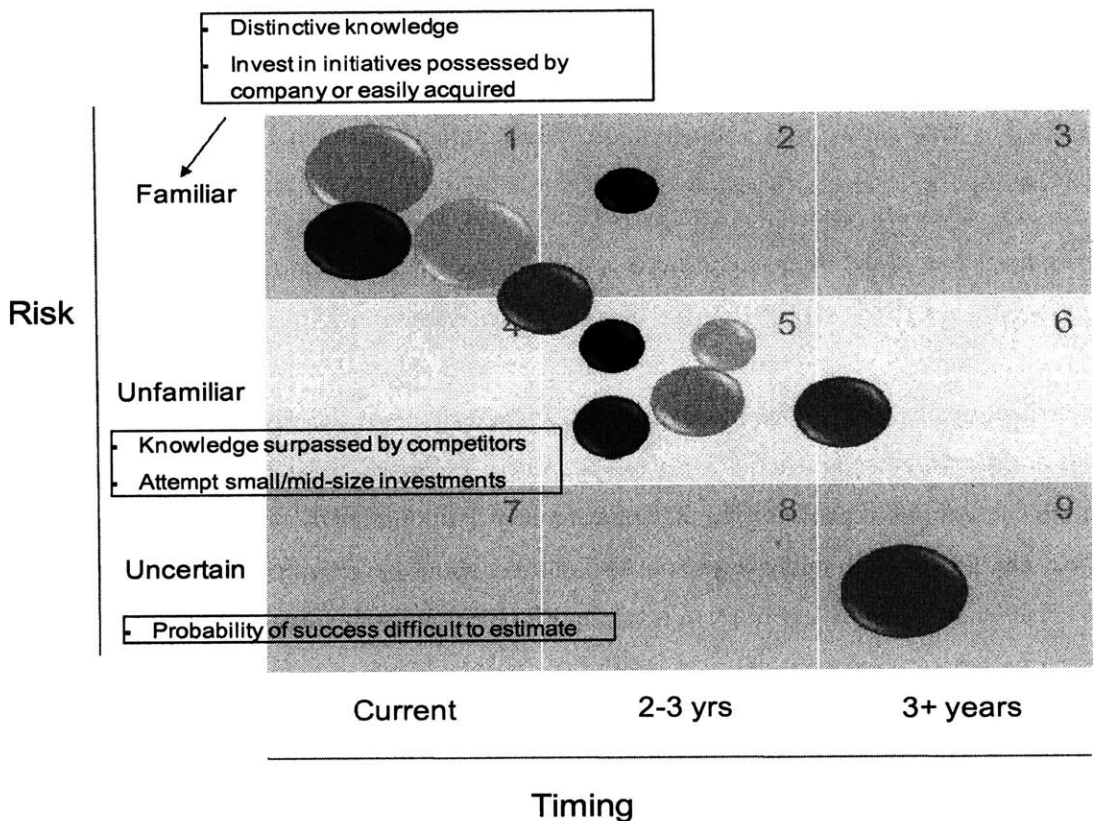 ▪ Distinctive knowledge
▪ Invest in initiatives possessed by
company or easily acquired
1
2
3
Familiar
Risk
4
5
6
Unfamiliar
▪ Knowledge surpassed by competitors
▪ Attempt small/mid-size investments
7
8
9
Uncertain
▪ Probability of success difficult to estimate
Current
2-3 yrs
3+ years
Timing